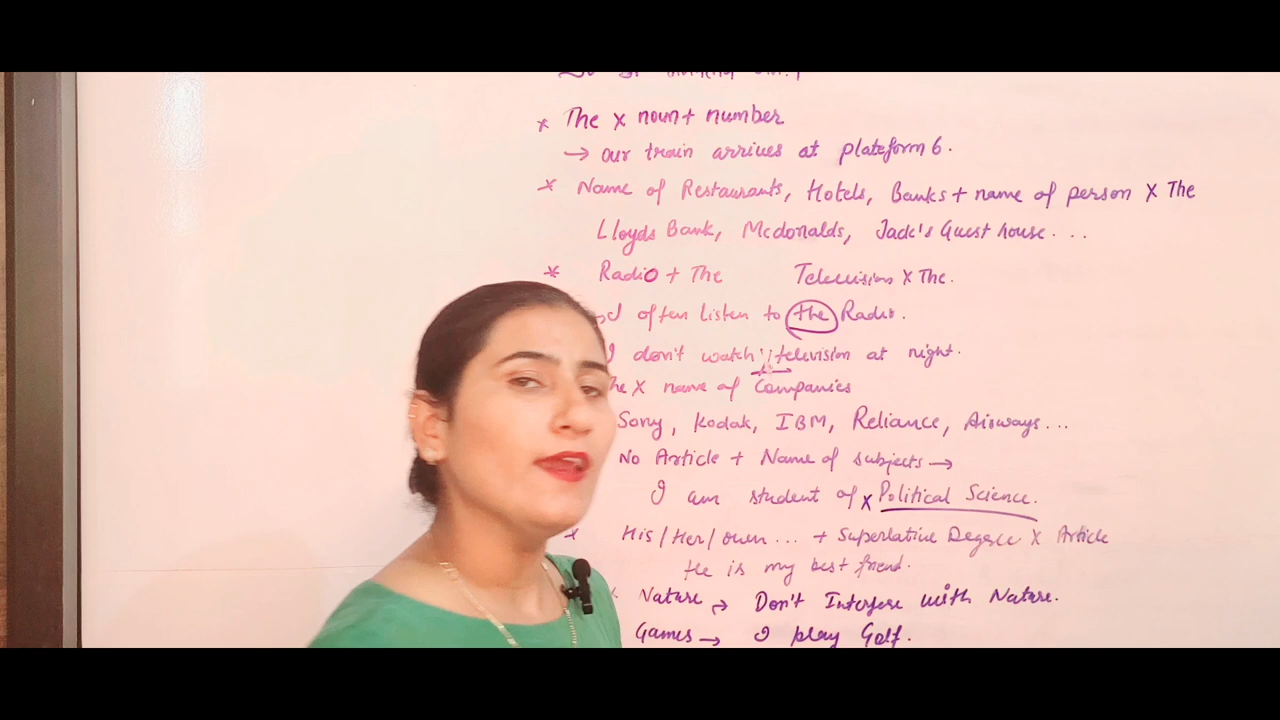 * The x noun + number
→ our train arrives at plateform 6.
* Name of Restaurants, Hotels, Banks + name of person X The
Lloyds Bank, Mcdonalds, Jack's Guest house...
* Radio + The Television X The.
I often listen to the Radio.
I don't watch television at night.
The X name of Companies
Sony, Kodak, IBM, Reliance, Airways...
No Article + Name of subjects →
I am student of x Political Science.
* His/Her/own... + Superlative Degree X Article
He is my best friend.
Nature → Don't Interfere with Nature.
Games → I play Golf.